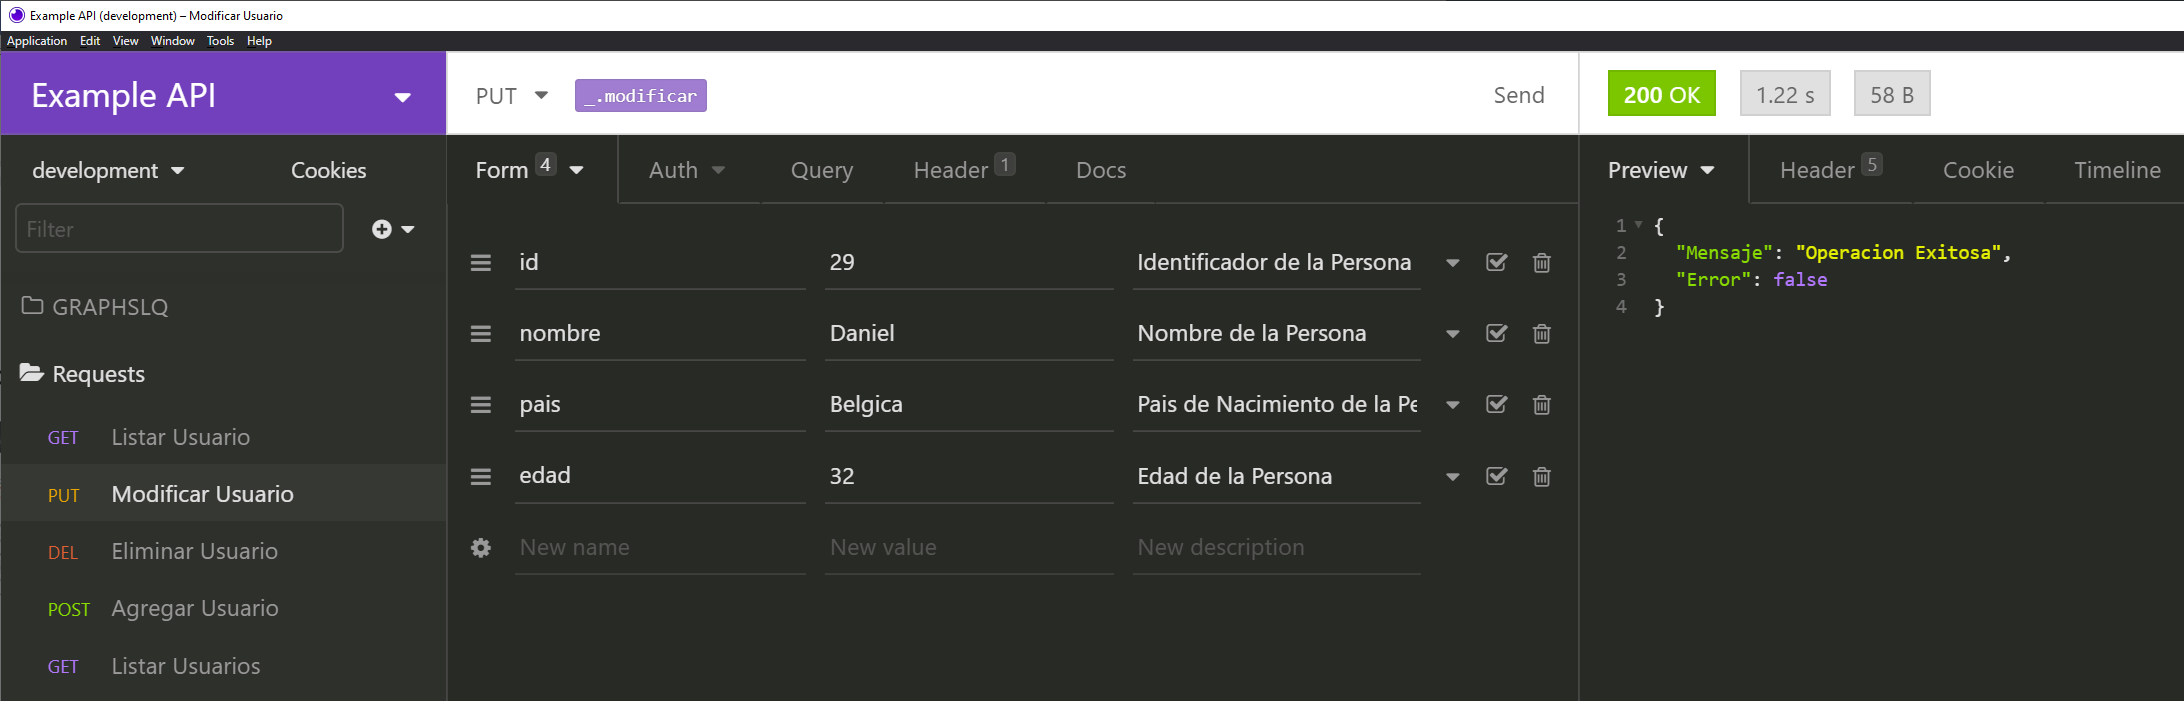 Example API (development) – Modificar Usuario
Application Edit View Window Tools Help
Example API
PUT _.modificar Send
200 OK 1.22 s 58 B
development Cookies
Form 4 Auth Query Header 1 Docs
Preview Header 5 Cookie Timeline
Filter
GRAPHSLQ
Requests
GET Listar Usuario
PUT Modificar Usuario
DEL Eliminar Usuario
POST Agregar Usuario
GET Listar Usuarios
id 29 Identificador de la Persona
nombre Daniel Nombre de la Persona
pais Belgica Pais de Nacimiento de la Pe
edad 32 Edad de la Persona
New name New value New description
1 {
2 "Mensaje": "Operacion Exitosa",
3 "Error": false
4 }